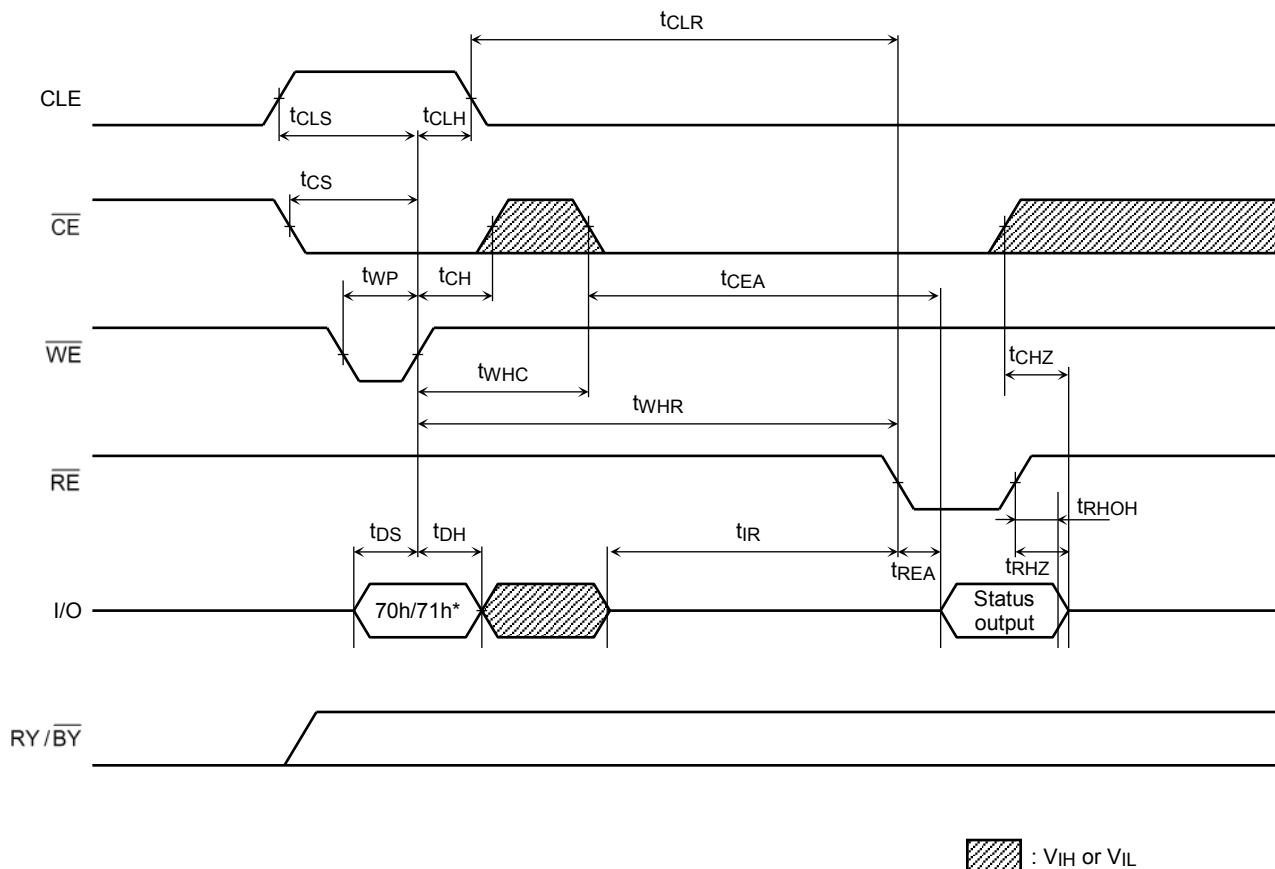 tCLR
CLE
tCLS
tCLH
tCS
CE
tWP
tCH
tCEA
WE
tCHZ
tWHC
tWHR
RE
tRHOH
tDS
tDH
tIR
tREA
tRHZ
I/O
70h/71h*
Status
output
RY/BY
: VIH or VIL